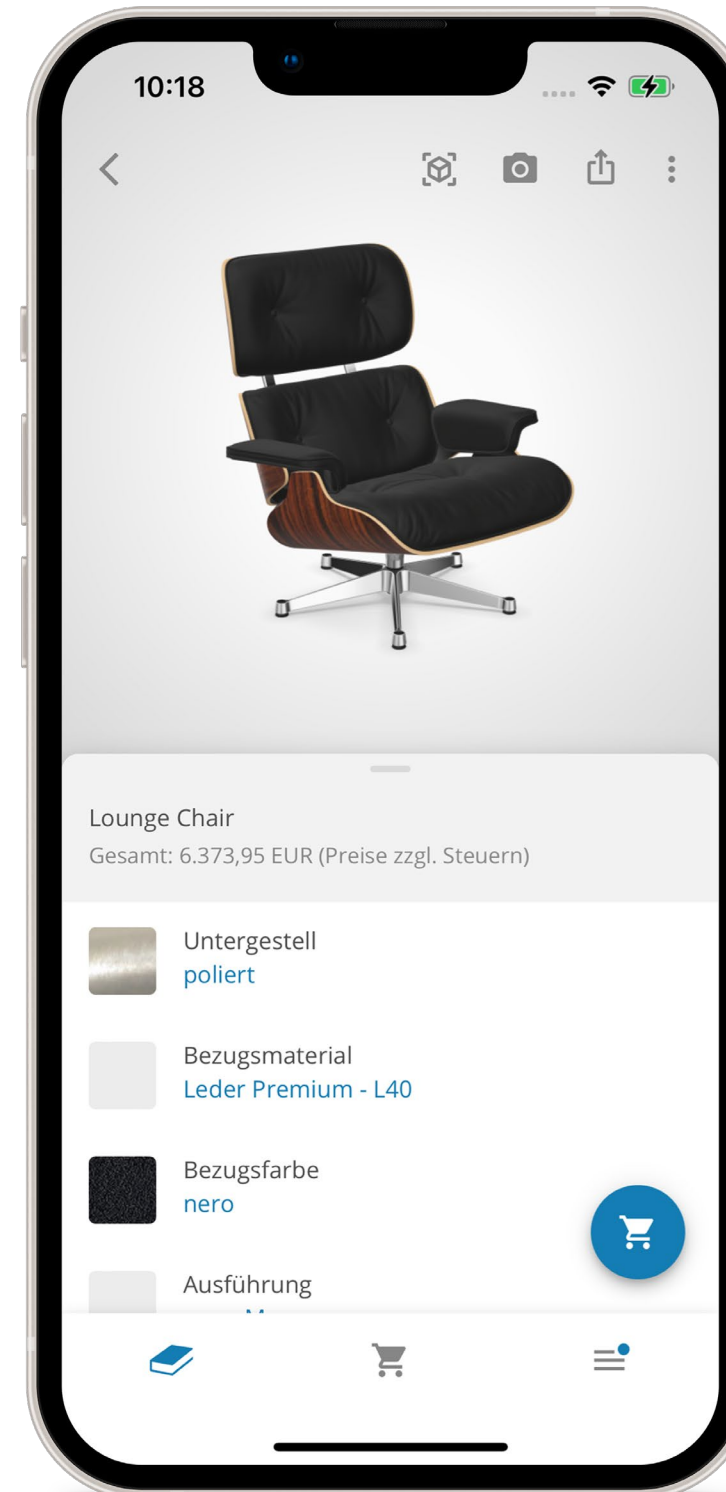 10:18
Lounge Chair
Gesamt: 6.373,95 EUR (Preise zzgl. Steuern)
Untergestell
poliert
Bezugsmaterial
Leder Premium - L40
Bezugsfarbe
nero
Ausführung